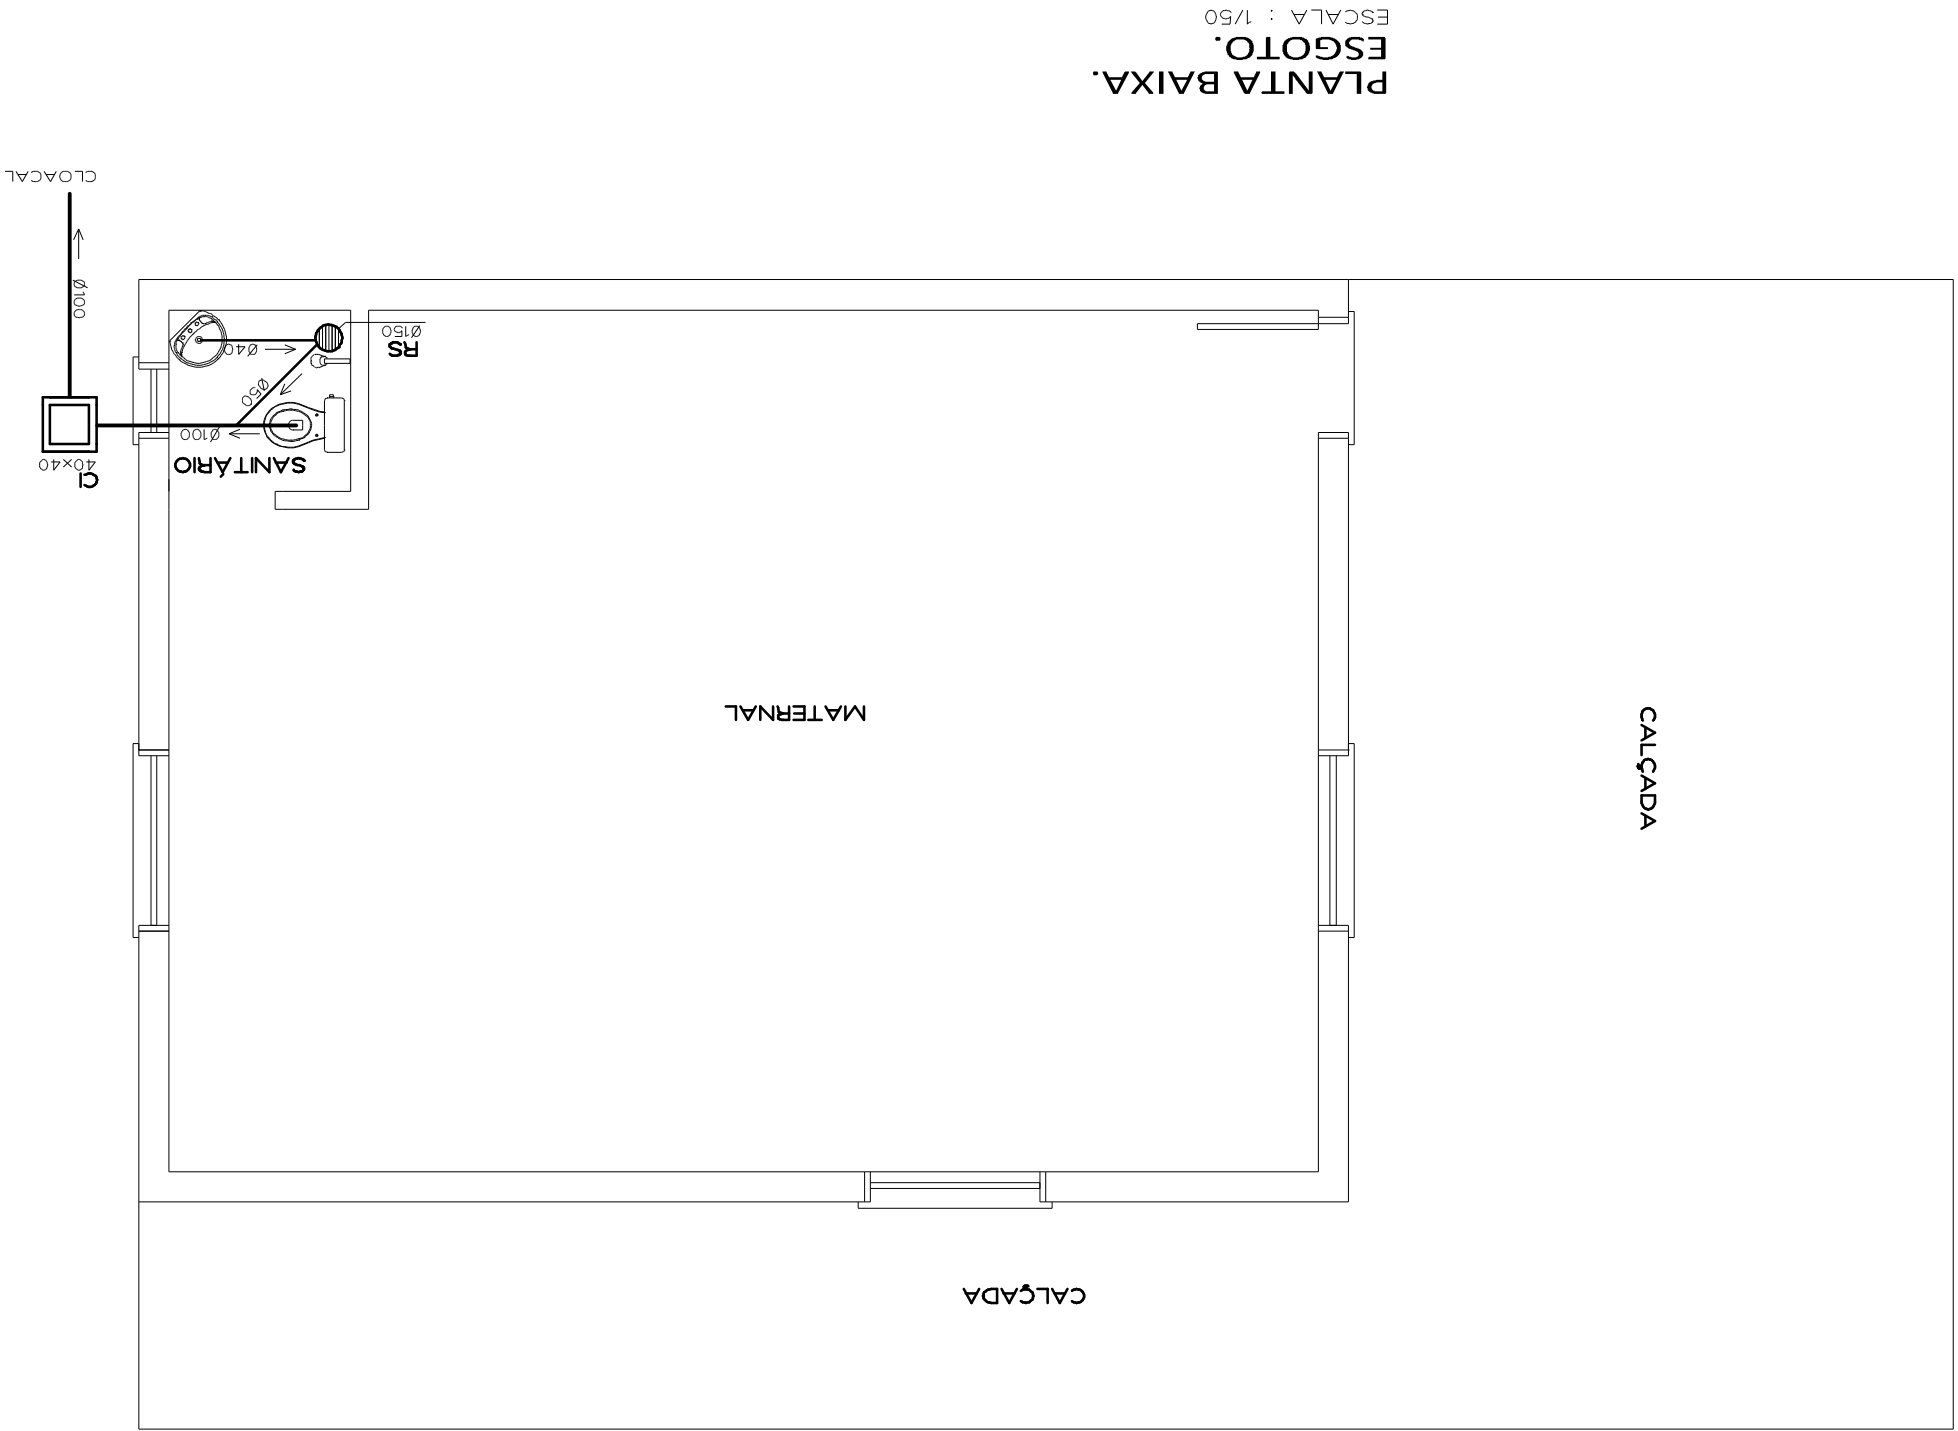 CALÇADA
CALÇADA
MATERNAL
SANITÁRIO
CI
40x40
Ø100
Ø50
Ø40
RS
Ø150
Ø100
CLOACAL
PLANTA BAIXA.
ESGOTO.
ESCALA : 1/50